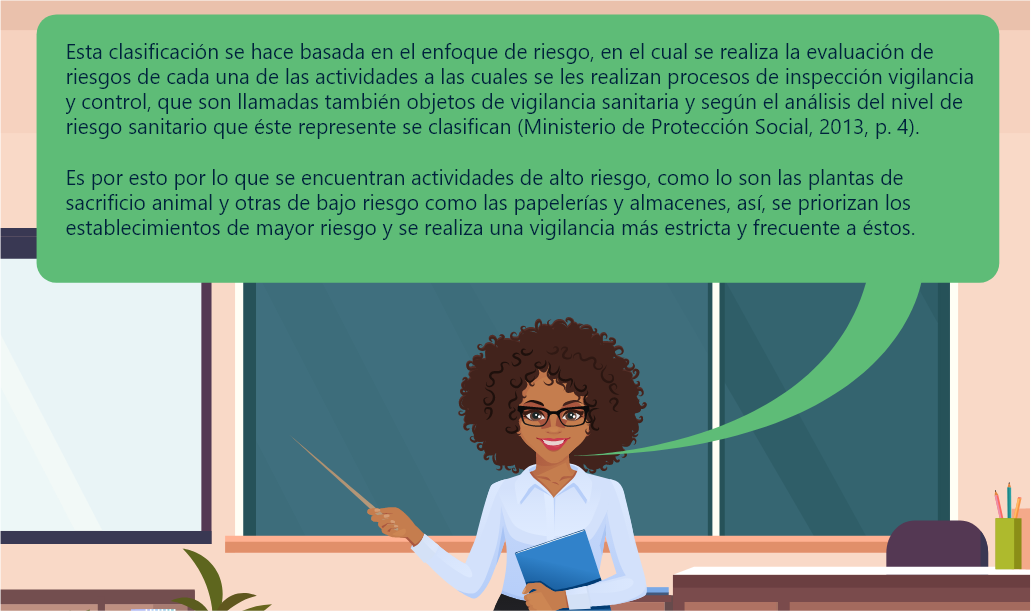 Esta clasificación se hace basada en el enfoque de riesgo, en el cual se realiza la evaluación de
riesgos de cada una de las actividades a las cuales se les realizan procesos de inspección vigilancia
y control, que son llamadas también objetos de vigilancia sanitaria y según el análisis del nivel de
riesgo sanitario que éste represente se clasifican (Ministerio de Protección Social, 2013, p. 4).
Es por esto por lo que se encuentran actividades de alto riesgo, como lo son las plantas de
sacrificio animal y otras de bajo riesgo como las papelerías y almacenes, así, se priorizan los
establecimientos de mayor riesgo y se realiza una vigilancia más estricta y frecuente a éstos.